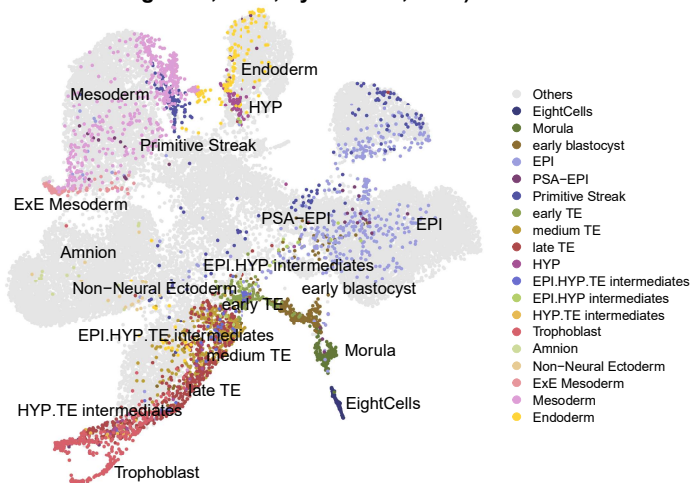 Endoderm
Mesoderm
HYP
Primitive Streak
ExE Mesoderm
PSA−EPI
EPI
Amnion
EPI.HYP intermediates
Non−Neural Ectoderm
early blastocyst
early TE
EPI.HYP.TE intermediates
medium TE
Morula
late TE
EightCells
HYP.TE intermediates
Trophoblast
Others
EightCells
Morula
early blastocyst
EPI
PSA−EPI
Primitive Streak
early TE
medium TE
late TE
HYP
EPI.HYP.TE intermediates
EPI.HYP intermediates
HYP.TE intermediates
Trophoblast
Amnion
Non−Neural Ectoderm
ExE Mesoderm
Mesoderm
Endoderm